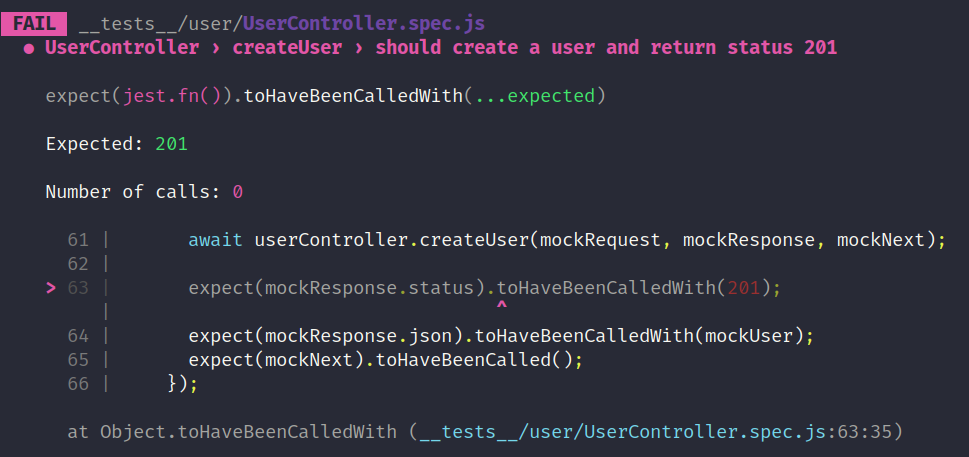 FAIL __tests__/user/UserController.spec.js
● UserController › createUser › should create a user and return status 201
expect(jest.fn()).toHaveBeenCalledWith(...expected)
Expected: 201
Number of calls: 0
61 |       await userController.createUser(mockRequest, mockResponse, mockNext);
62 |
> 63 |       expect(mockResponse.status).toHaveBeenCalledWith(201);
|                                   ^
64 |       expect(mockResponse.json).toHaveBeenCalledWith(mockUser);
65 |       expect(mockNext).toHaveBeenCalled();
66 |     });
at Object.toHaveBeenCalledWith (__tests__/user/UserController.spec.js:63:35)